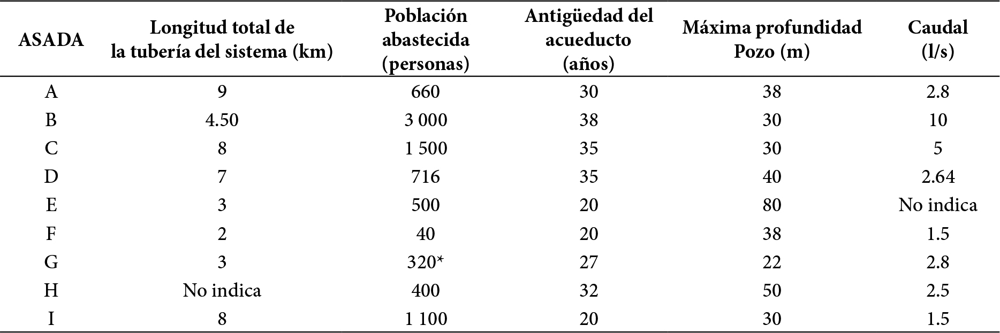 ASADA Longitud total de la tubería del sistema (km) Población abastecida (personas) Antigüedad del acueducto (años) Máxima profundidad Pozo (m) Caudal (l/s)
A 9 660 30 38 2.8
B 4.50 3 000 38 30 10
C 8 1 500 35 30 5
D 7 716 35 40 2.64
E 3 500 20 80 No indica
F 2 40 20 38 1.5
G 3 320* 27 22 2.8
H No indica 400 32 50 2.5
I 8 1 100 20 30 1.5